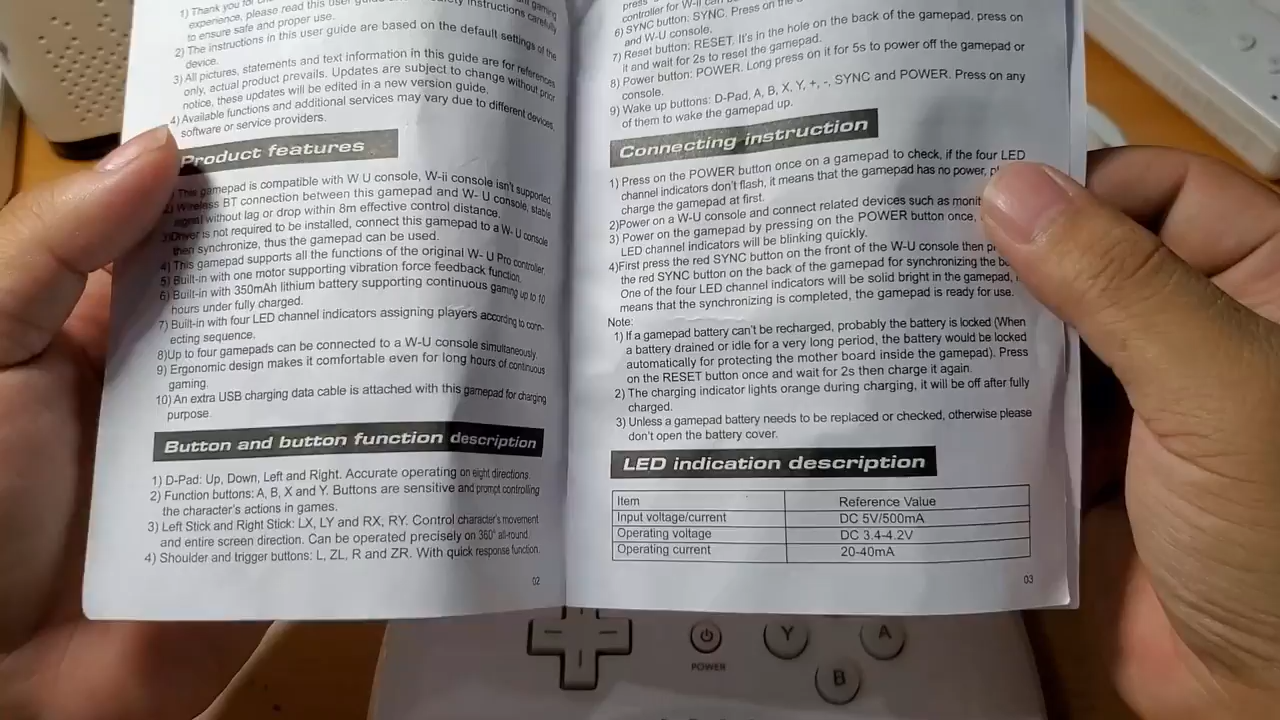 1) Thank you for
experience, please read this user instructions carefully
to ensure safe and proper use.
2) The instructions in this user guide are based on the default settings of the
device.
3) All pictures, statements and text information in this guide are for references
only, actual product prevails. Updates are subject to change without prior
notice, these updates will be edited in a new version guide.
4) Available functions and additional services may vary due to different devices,
software or service providers.
Product features
This gamepad is compatible with W U console, W-ii console isn't supported.
2) Wireless BT connection between this gamepad and W- U console, stable
signal without lag or drop within 8m effective control distance.
3)Driver is not required to be installed, connect this gamepad to a W- U console
then synchronize, thus the gamepad can be used.
4) This gamepad supports all the functions of the original W- U Pro controller.
5) Built-in with one motor supporting vibration force feedback function.
6) Built-in with 350mAh lithium battery supporting continuous gaming up to 10
hours under fully charged.
7) Built-in with four LED channel indicators assigning players according to conn-
ecting sequence.
8)Up to four gamepads can be connected to a W-U console simultaneously.
9) Ergonomic design makes it comfortable even for long hours of continuous
gaming.
10) An extra USB charging data cable is attached with this gamepad for charging
purpose.
Button and button function description
1) D-Pad: Up, Down, Left and Right. Accurate operating on eight directions.
2) Function buttons: A, B, X and Y. Buttons are sensitive and prompt controlling
the character's actions in games.
3) Left Stick and Right Stick: LX, LY and RX, RY. Control character's movement
and entire screen direction. Can be operated precisely on 360° all-round.
4) Shoulder and trigger buttons: L, ZL, R and ZR. With quick response function.
02
press
controller for W-II can
6) SYNC button: SYNC. Press on the
and W-U console.
7) Reset button: RESET. It's in the hole on the back of the gamepad, press on
it and wait for 2s to reset the gamepad.
8) Power button: POWER. Long press on it for 5s to power off the gamepad or
console.
9) Wake up buttons: D-Pad, A, B, X, Y, +, -, SYNC and POWER. Press on any
of them to wake the gamepad up.
Connecting instruction
1) Press on the POWER button once on a gamepad to check, if the four LED
channel indicators don't flash, it means that the gamepad has no power,
charge the gamepad at first.
2)Power on a W-U console and connect related devices such as
3) Power on the gamepad by pressing on the POWER button once,
LED channel indicators will be blinking quickly.
4)First press the red SYNC button on the front of the W-U console then
the red SYNC button on the back of the gamepad for synchronizing the
One of the four LED channel indicators will be solid bright in the gamepad,
means that the synchronizing is completed, the gamepad is ready for use.
Note:
1) If a gamepad battery can't be recharged, probably the battery is locked (When
a battery drained or idle for a very long period, the battery would be locked
automatically for protecting the mother board inside the gamepad). Press
on the RESET button once and wait for 2s then charge it again.
2) The charging indicator lights orange during charging, it will be off after fully
charged.
3) Unless a gamepad battery needs to be replaced or checked, otherwise please
don't open the battery cover.
LED indication description
Item Reference Value
Input voltage/current DC 5V/500mA
Operating voltage DC 3.4-4.2V
Operating current 20-40mA
03
POWER
Y
A
B